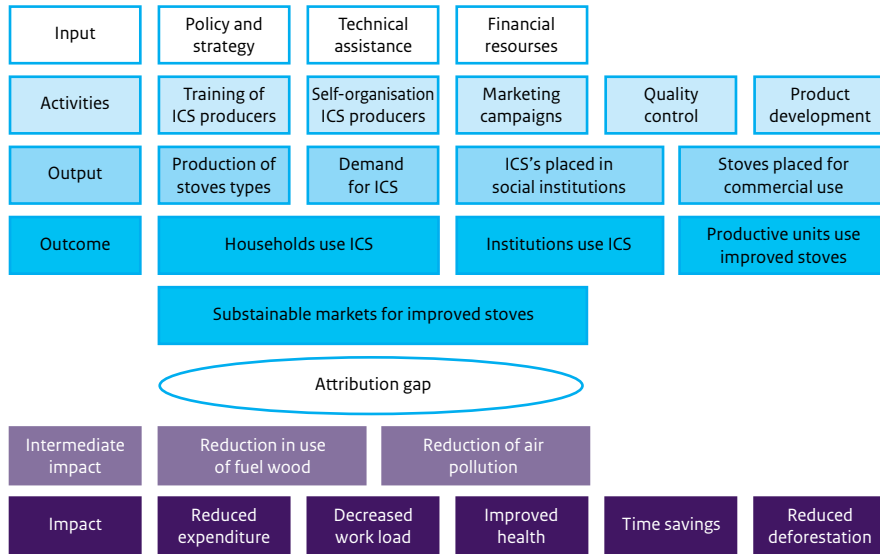 Input
Policy and
strategy
Technical
assistance
Financial
resourses
Activities
Training of
ICS producers
Self-organisation
ICS producers
Marketing
campaigns
Quality
control
Product
development
Output
Production of
stoves types
Demand
for ICS
ICS's placed in
social institutions
Stoves placed for
commercial use
Outcome
Households use ICS
Institutions use ICS
Productive units use
improved stoves
Substainable markets for improved stoves
Attribution gap
Intermediate
impact
Reduction in use
of fuel wood
Reduction of air
pollution
Impact
Reduced
expenditure
Decreased
work load
Improved
health
Time savings
Reduced
deforestation